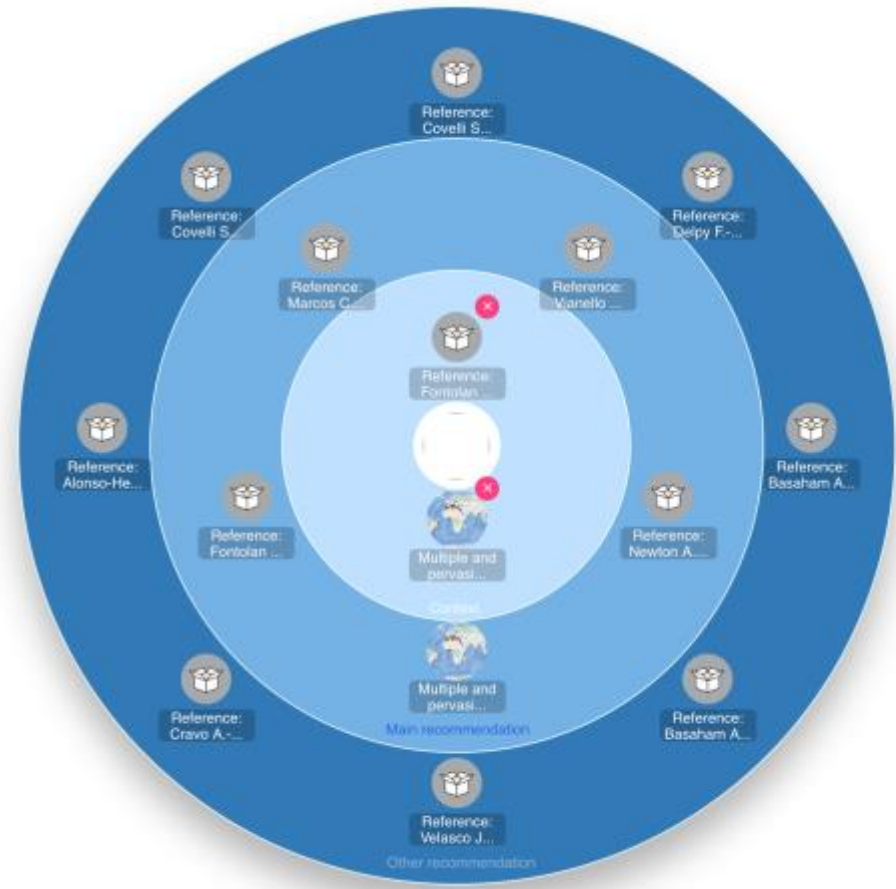 Reference:
Covelli S...
Reference:
Covelli S...
Reference:
Delpy F.-...
Reference:
Marcos C....
Reference:
Vianello ...
Reference:
Fontolan ...
Reference:
Alonso-He...
Reference:
Basaham A...
Reference:
Fontolan ...
Reference:
Newton A....
Multiple and
pervasi...
Context
Multiple and
pervasi...
Reference:
Cravo A.-...
Reference:
Basaham A...
Main recommendation
Reference:
Velasco J...
Other recommendation